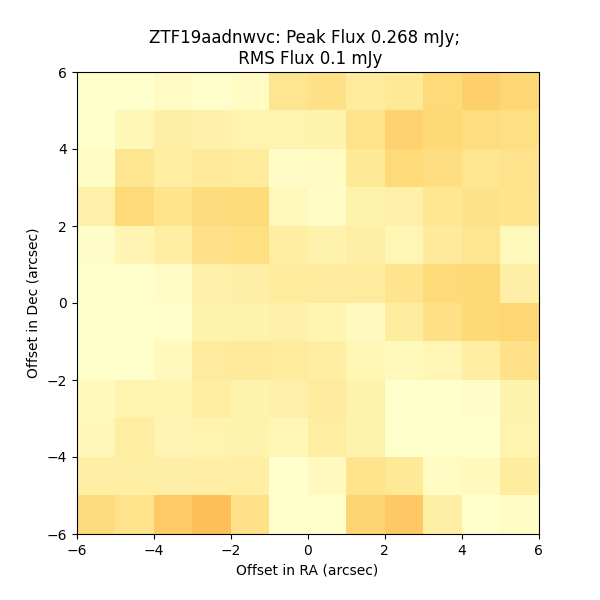 ZTF19aadnwvc: Peak Flux 0.268 mJy;
RMS Flux 0.1 mJy
6
4
2
0
−2
−4
−6
Offset in Dec (arcsec)
−6 −4 −2 0 2 4 6
Offset in RA (arcsec)